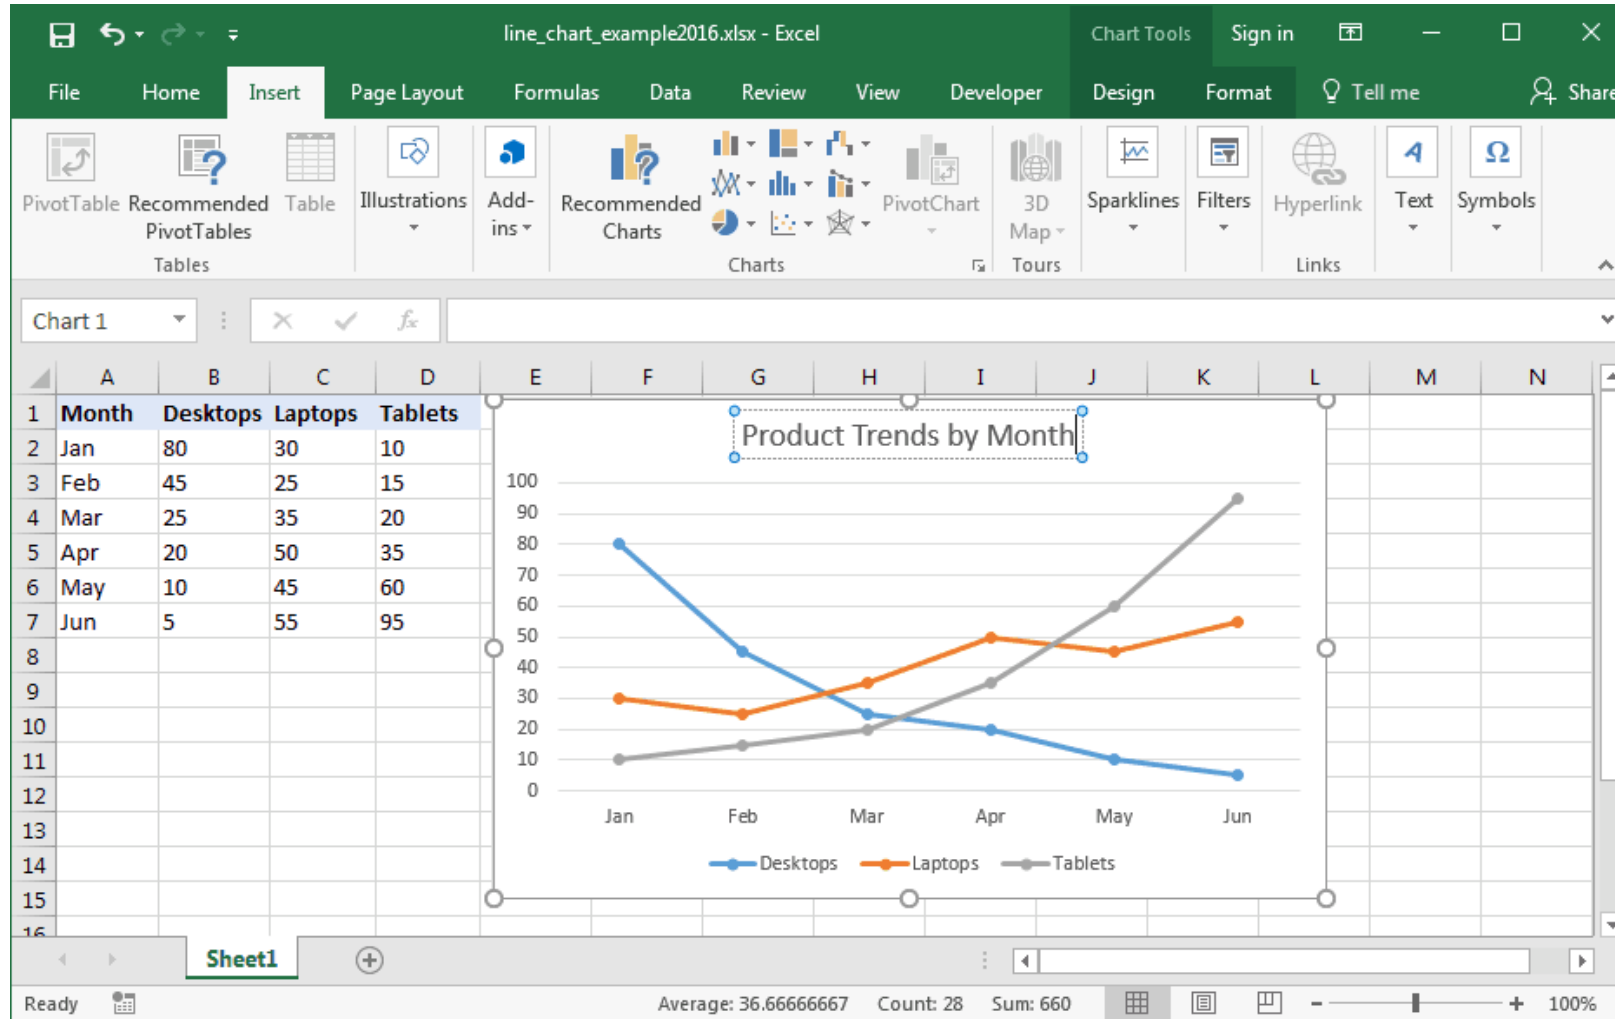 line_chart_example2016.xlsx - Excel Chart Tools Sign in
File Home Insert Page Layout Formulas Data Review View Developer Design Format Tell me Share
PivotTable Recommended PivotTables Table Illustrations Add-ins Recommended Charts PivotChart 3D Map Sparklines Filters Hyperlink Text Symbols
Tables Charts Tours Links
Chart 1 fx
A B C D E F G H I J K L M N
1 Month Desktops Laptops Tablets
2 Jan 80 30 10
3 Feb 45 25 15
4 Mar 25 35 20
5 Apr 20 50 35
6 May 10 45 60
7 Jun 5 55 95
8
9
10
11
12
13
14
15
16
Product Trends by Month
100
90
80
70
60
50
40
30
20
10
0
Jan Feb Mar Apr May Jun
Desktops Laptops Tablets
Sheet1
Ready Average: 36.66666667 Count: 28 Sum: 660 100%